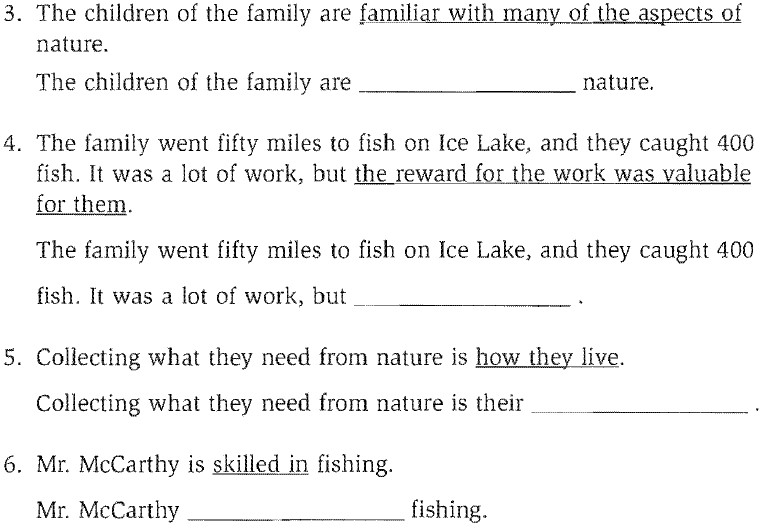 3. The children of the family are familiar with many of the aspects of
nature.
The children of the family are ______________ nature.
4. The family went fifty miles to fish on Ice Lake, and they caught 400
fish. It was a lot of work, but the reward for the work was valuable
for them.
The family went fifty miles to fish on Ice Lake, and they caught 400
fish. It was a lot of work, but ______________ .
5. Collecting what they need from nature is how they live.
Collecting what they need from nature is their ______________ .
6. Mr. McCarthy is skilled in fishing.
Mr. McCarthy ______________ fishing.